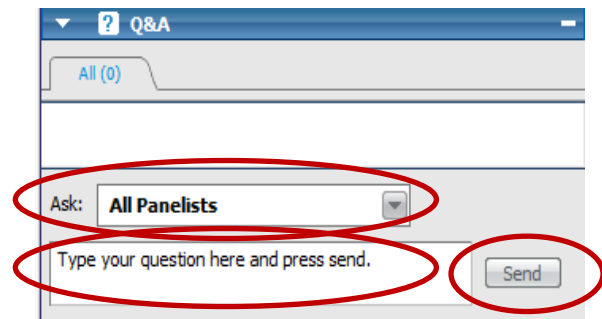 ? Q&A
All (0)
Ask: All Panelists
Type your question here and press send.
Send